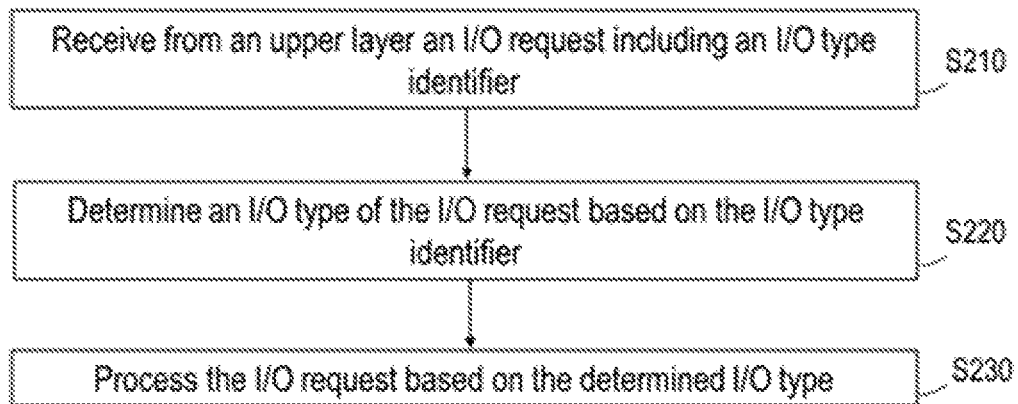 Receive from an upper layer an I/O request including an I/O type
identifier
S210
Determine an I/O type of the I/O request based on the I/O type
identifier
S220
Process the I/O request based on the determined I/O type
S230